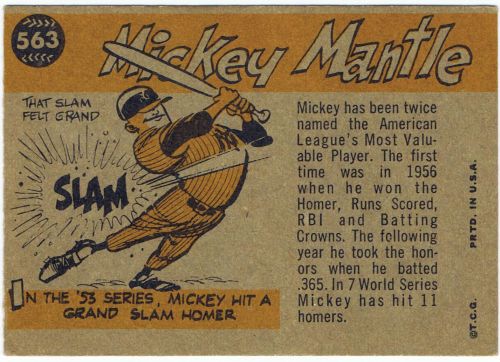 563
Mickey Mantle
THAT SLAM
FELT GRAND
SLAM
IN THE '53 SERIES, MICKEY HIT A
GRAND SLAM HOMER
Mickey has been twice
named the American
League's Most Valu-
able Player. The first
time was in 1956
when he won the
Homer, Runs Scored,
RBI and Batting
Crowns. The following
year he took the hon-
ors when he batted
.365. In 7 World Series
Mickey has hit 11
homers.
©T.C.G. PRTD. IN U.S.A.